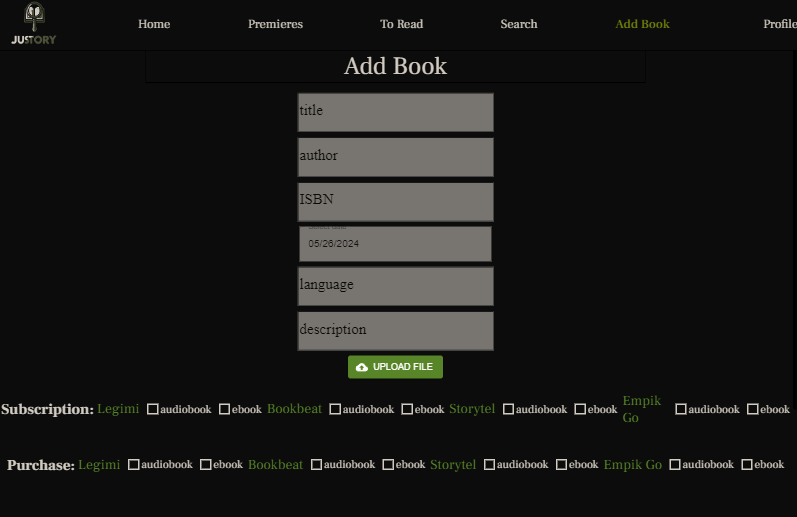 Home Premieres To Read Search Add Book Profile
JUSTORY
Add Book
title
author
ISBN
05/26/2024
language
description
UPLOAD FILE
Subscription: Legimi audiobook ebook Bookbeat audiobook ebook Storytel audiobook ebook Empik Go audiobook ebook
Purchase: Legimi audiobook ebook Bookbeat audiobook ebook Storytel audiobook ebook Empik Go audiobook ebook